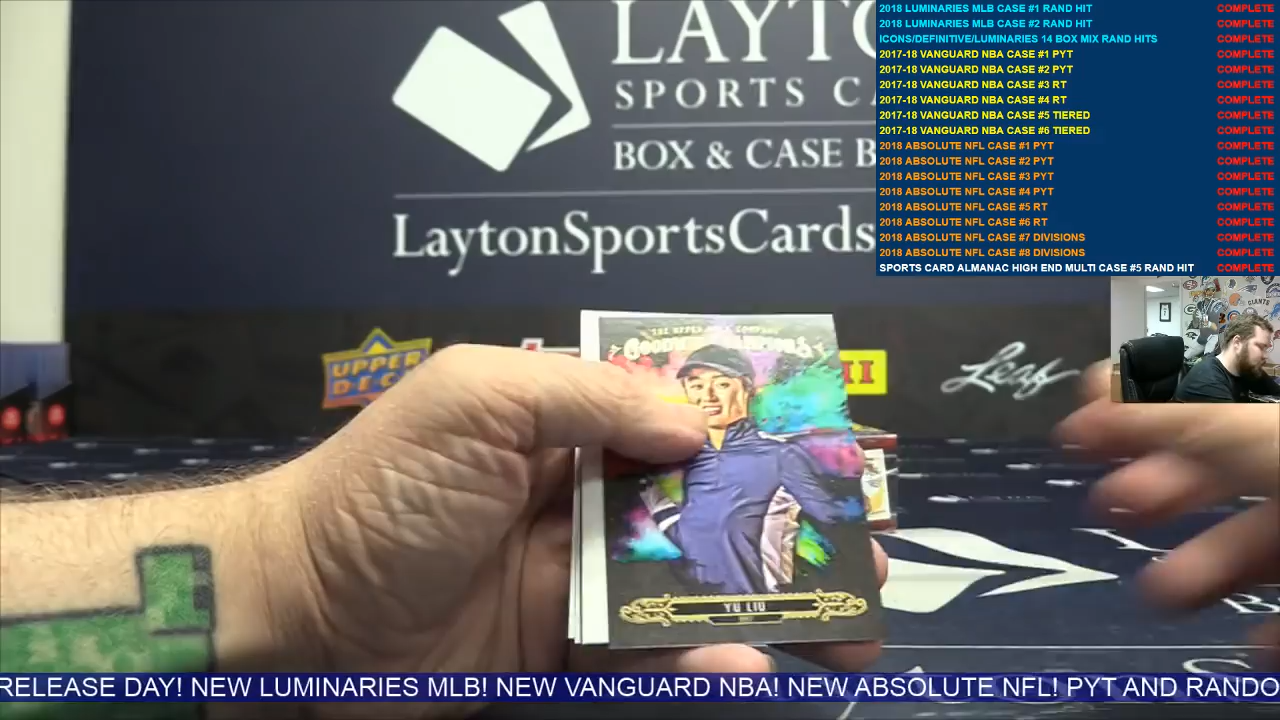 LAYTO
SPORTS CA
BOX & CASE B
LaytonSportsCards
2018 LUMINARIES MLB CASE #1 RAND HIT COMPLETE
2018 LUMINARIES MLB CASE #2 RAND HIT COMPLETE
ICONS/DEFINITIVE/LUMINARIES 14 BOX MIX RAND HITS COMPLETE
2017-18 VANGUARD NBA CASE #1 PYT COMPLETE
2017-18 VANGUARD NBA CASE #2 PYT COMPLETE
2017-18 VANGUARD NBA CASE #3 RT COMPLETE
2017-18 VANGUARD NBA CASE #4 RT COMPLETE
2017-18 VANGUARD NBA CASE #5 TIERED COMPLETE
2017-18 VANGUARD NBA CASE #6 TIERED COMPLETE
2018 ABSOLUTE NFL CASE #1 PYT COMPLETE
2018 ABSOLUTE NFL CASE #2 PYT COMPLETE
2018 ABSOLUTE NFL CASE #3 PYT COMPLETE
2018 ABSOLUTE NFL CASE #4 PYT COMPLETE
2018 ABSOLUTE NFL CASE #5 RT COMPLETE
2018 ABSOLUTE NFL CASE #6 RT COMPLETE
2018 ABSOLUTE NFL CASE #7 DIVISIONS COMPLETE
2018 ABSOLUTE NFL CASE #8 DIVISIONS COMPLETE
SPORTS CARD ALMANAC HIGH END MULTI CASE #5 RAND HIT COMPLETE
GIANTS
UPPER
DECK
Leaf
YU LIU
RELEASE DAY! NEW LUMINARIES MLB! NEW VANGUARD NBA! NEW ABSOLUTE NFL! PYT AND RANDO